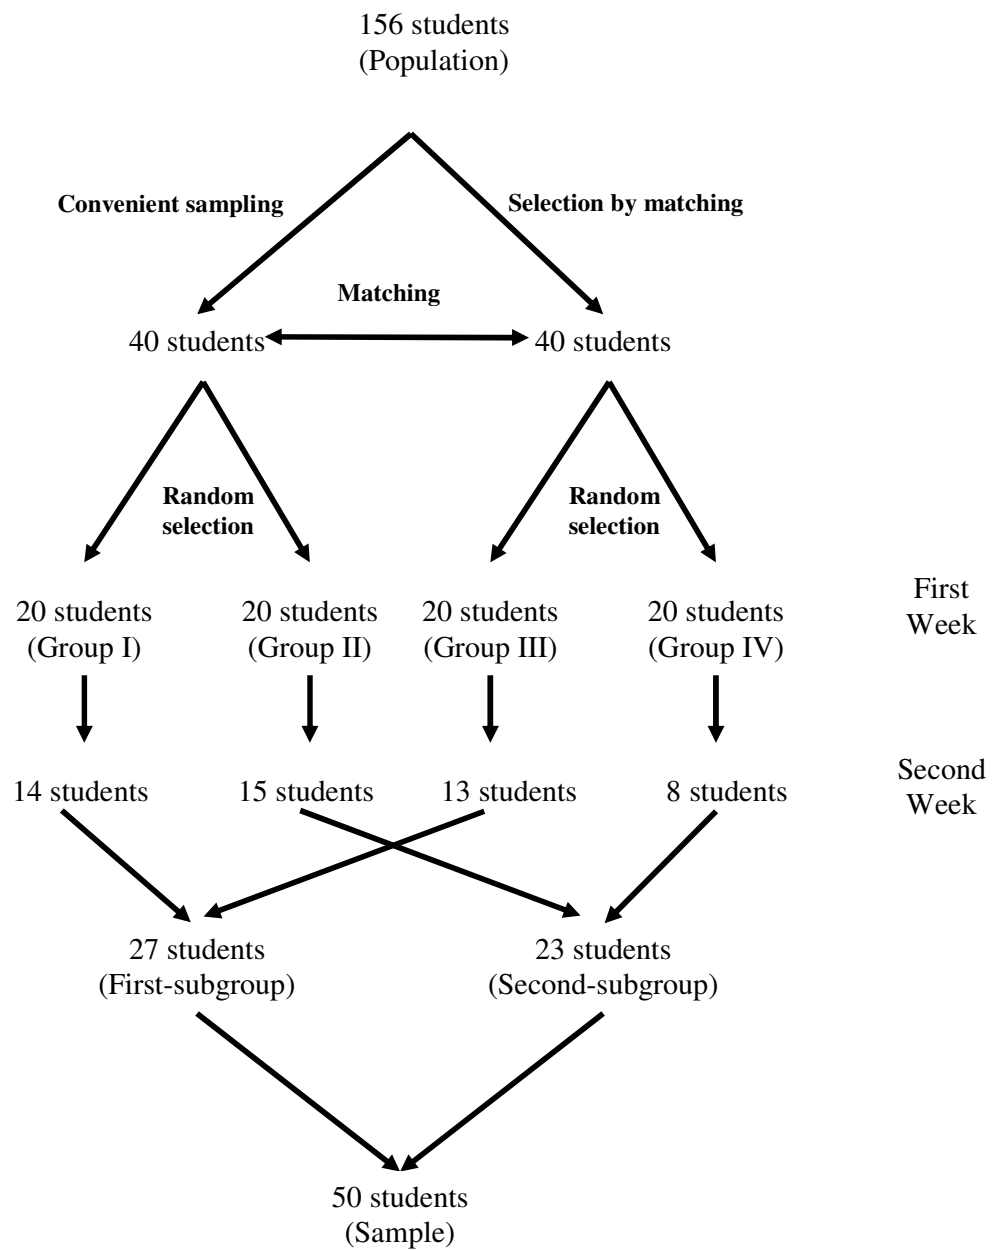 156 students
(Population)
Convenient sampling
Selection by matching
Matching
40 students
40 students
Random
selection
Random
selection
20 students
(Group I)
20 students
(Group II)
20 students
(Group III)
20 students
(Group IV)
First
Week
14 students
15 students
13 students
8 students
Second
Week
27 students
(First-subgroup)
23 students
(Second-subgroup)
50 students
(Sample)